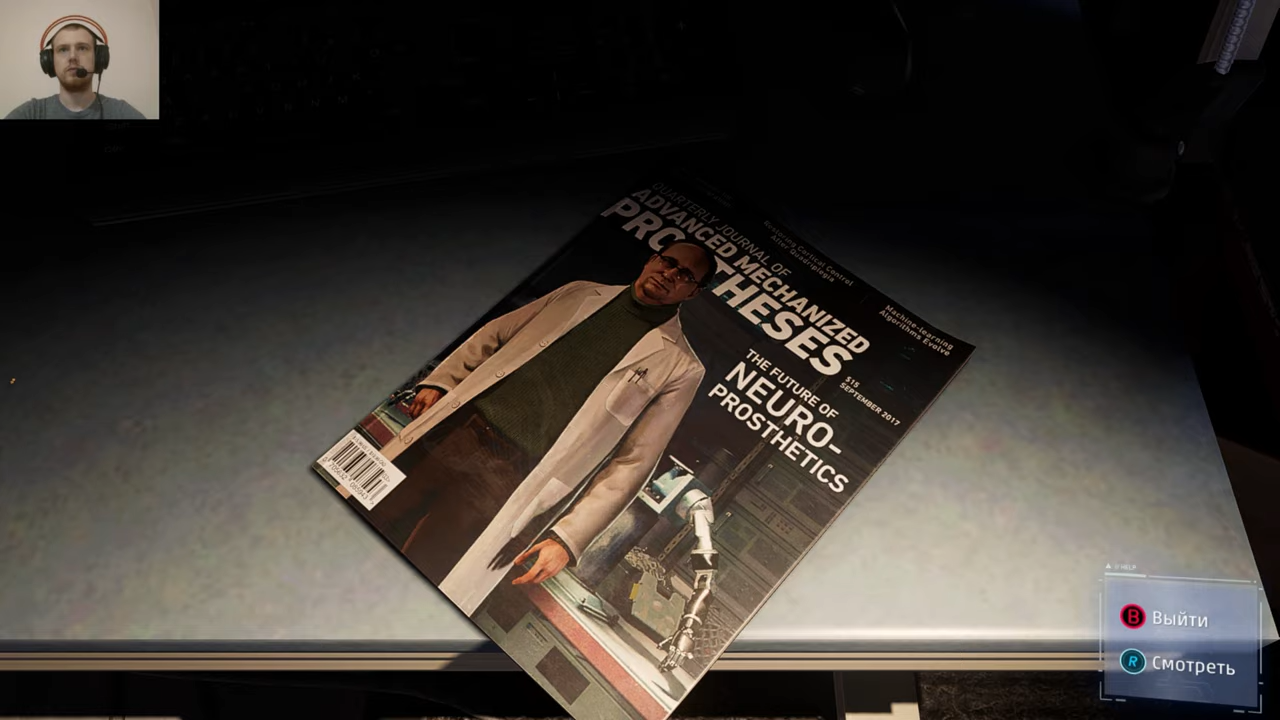 QUARTERLY JOURNAL OF
ADVANCED MECHANIZED
PROSTHESES
Restoring Cortical Control
After Quadriplegia
Machine-learning
Algorithms Evolve
$15
SEPTEMBER 2017
THE FUTURE OF
NEURO-
PROSTHETICS
HELP
B Выйти
R Смотреть